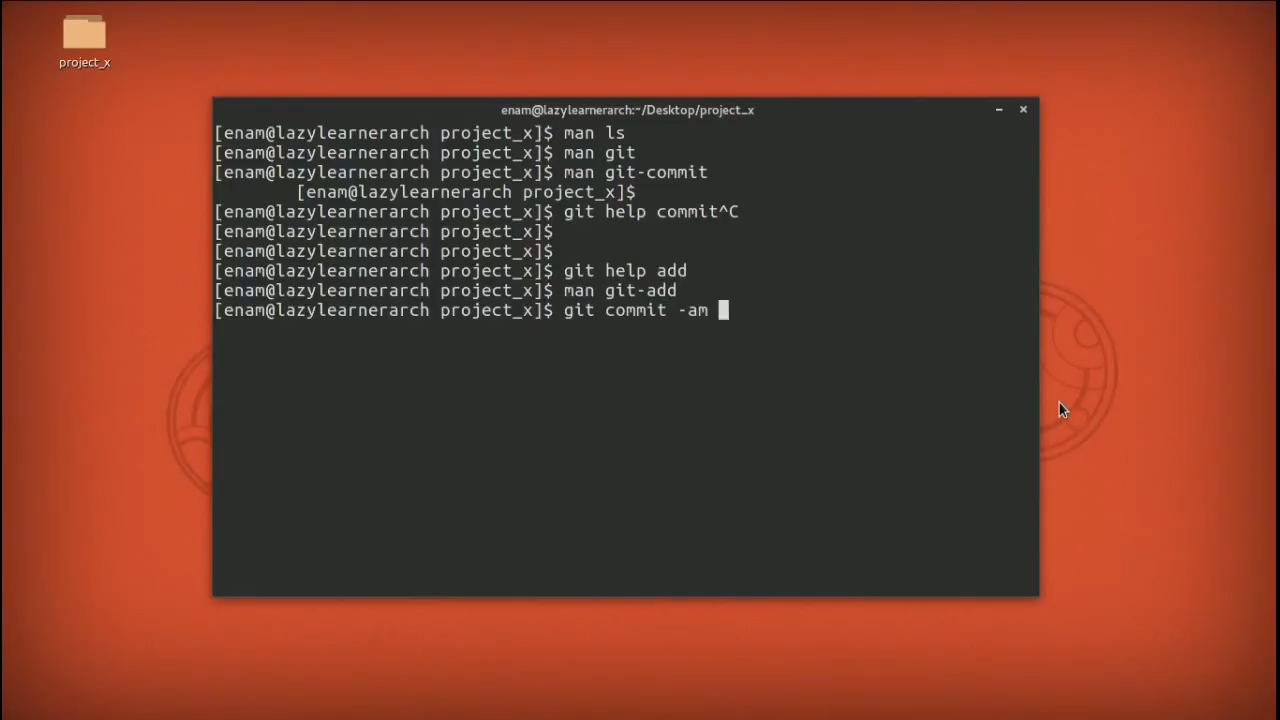 project_x
enam@lazylearnerarch:~/Desktop/project_x
[enam@lazylearnerarch project_x]$ man ls
[enam@lazylearnerarch project_x]$ man git
[enam@lazylearnerarch project_x]$ man git-commit
[enam@lazylearnerarch project_x]$
[enam@lazylearnerarch project_x]$ git help commit^C
[enam@lazylearnerarch project_x]$
[enam@lazylearnerarch project_x]$
[enam@lazylearnerarch project_x]$ git help add
[enam@lazylearnerarch project_x]$ man git-add
[enam@lazylearnerarch project_x]$ git commit -am